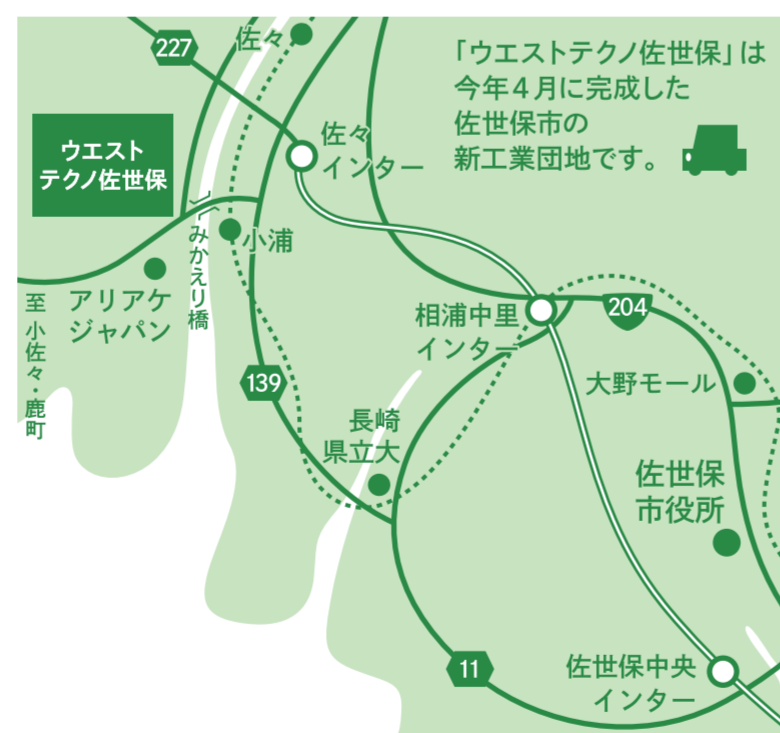 227
佐々
「ウエストテクノ佐世保」は
今年4月に完成した
佐世保市の
新工業団地です。
ウエスト
テクノ佐世保
佐々
インター
小浦
みかえり橋
アリアケ
ジャパン
至 小佐々・鹿町
相浦中里
インター
204
139
大野モール
長崎
県立大
佐世保
市役所
11
佐世保中央
インター